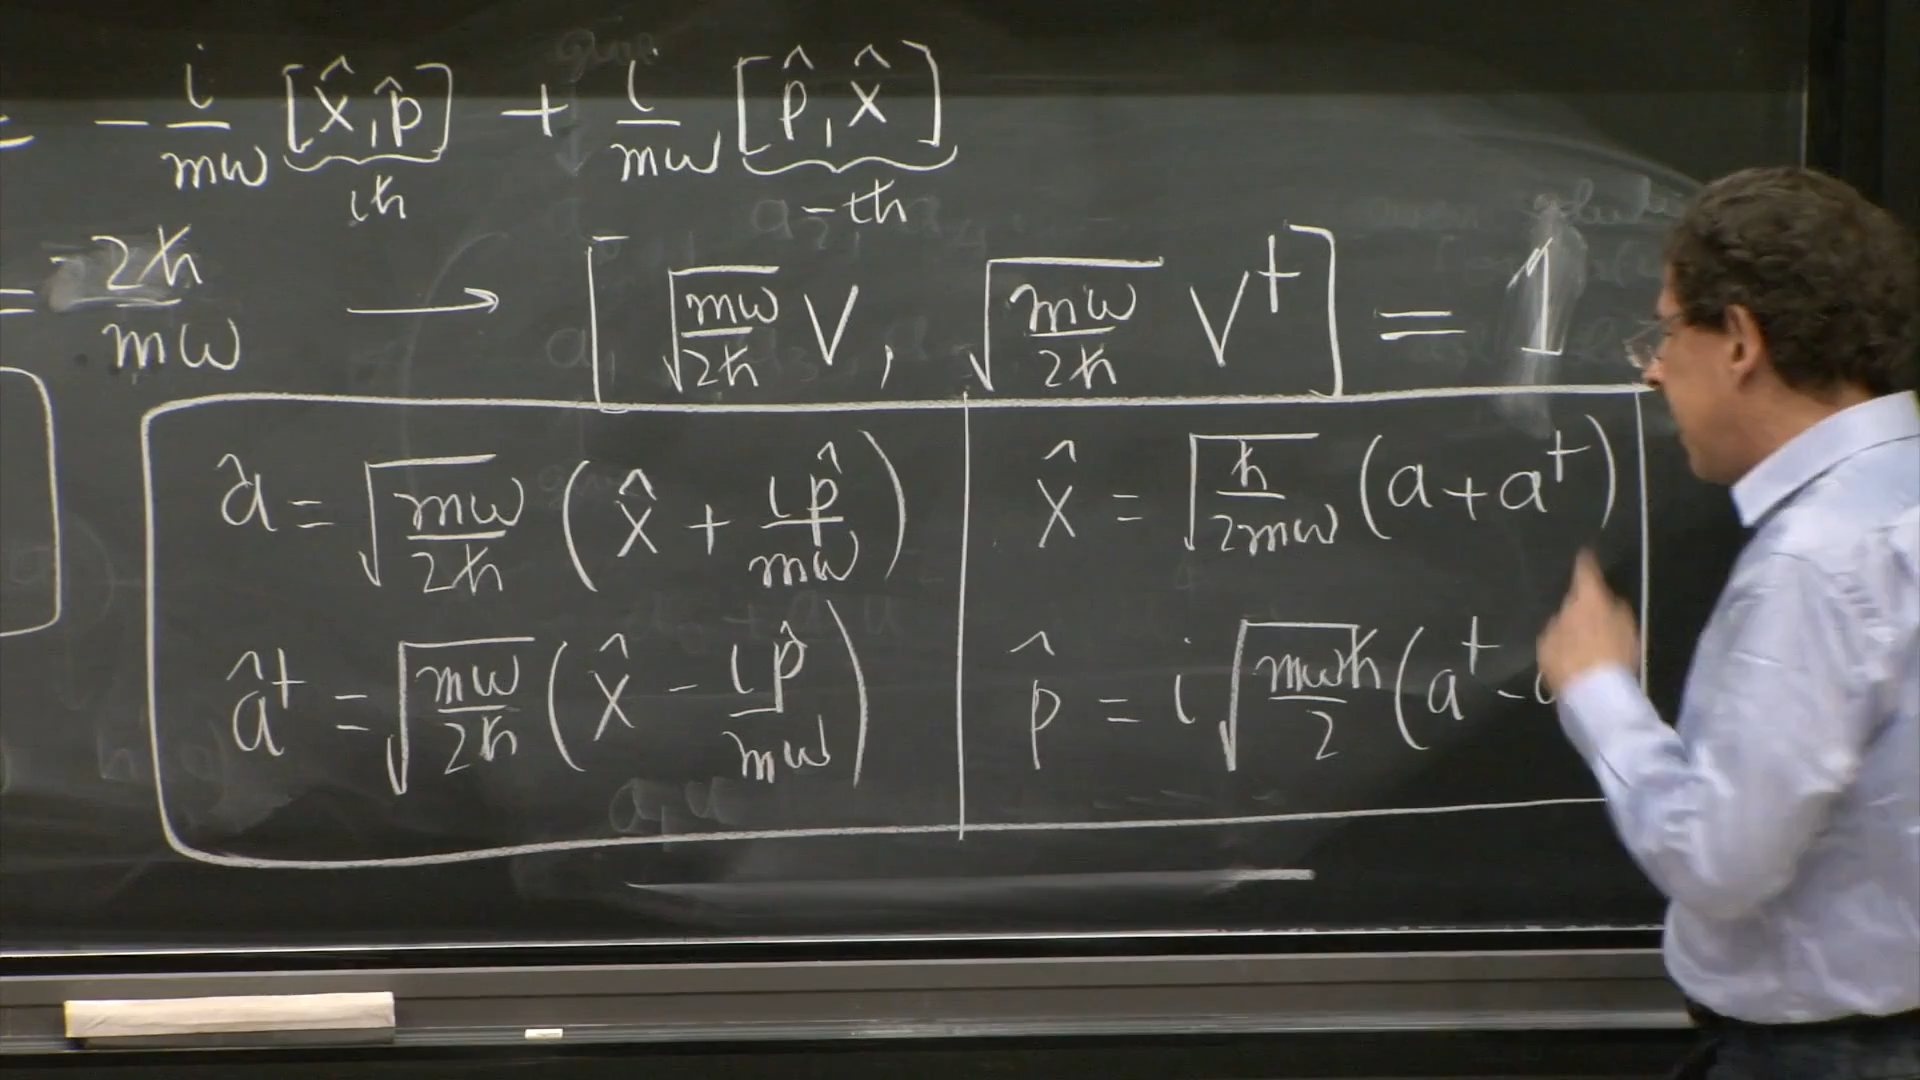 = - i/mω [x̂, p̂] + i/mω [p̂, x̂]
iħ -iħ
= 2ħ/mω → [√(mω/2ħ) V, √(mω/2ħ) V†] = 1
â = √(mω/2ħ) (x̂ + ip̂/mω)
â† = √(mω/2ħ) (x̂ - ip̂/mω)
x̂ = √(ħ/2mω) (a + a†)
p̂ = i √(mωħ/2) (a† -